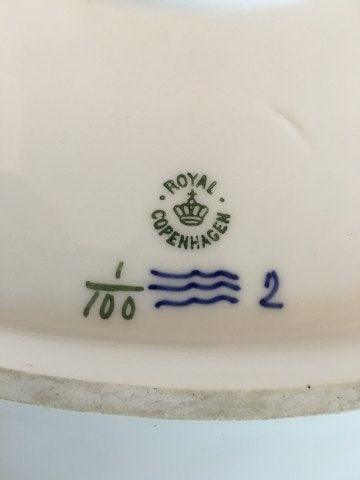 ROYAL
COPENHAGEN
1/100 2